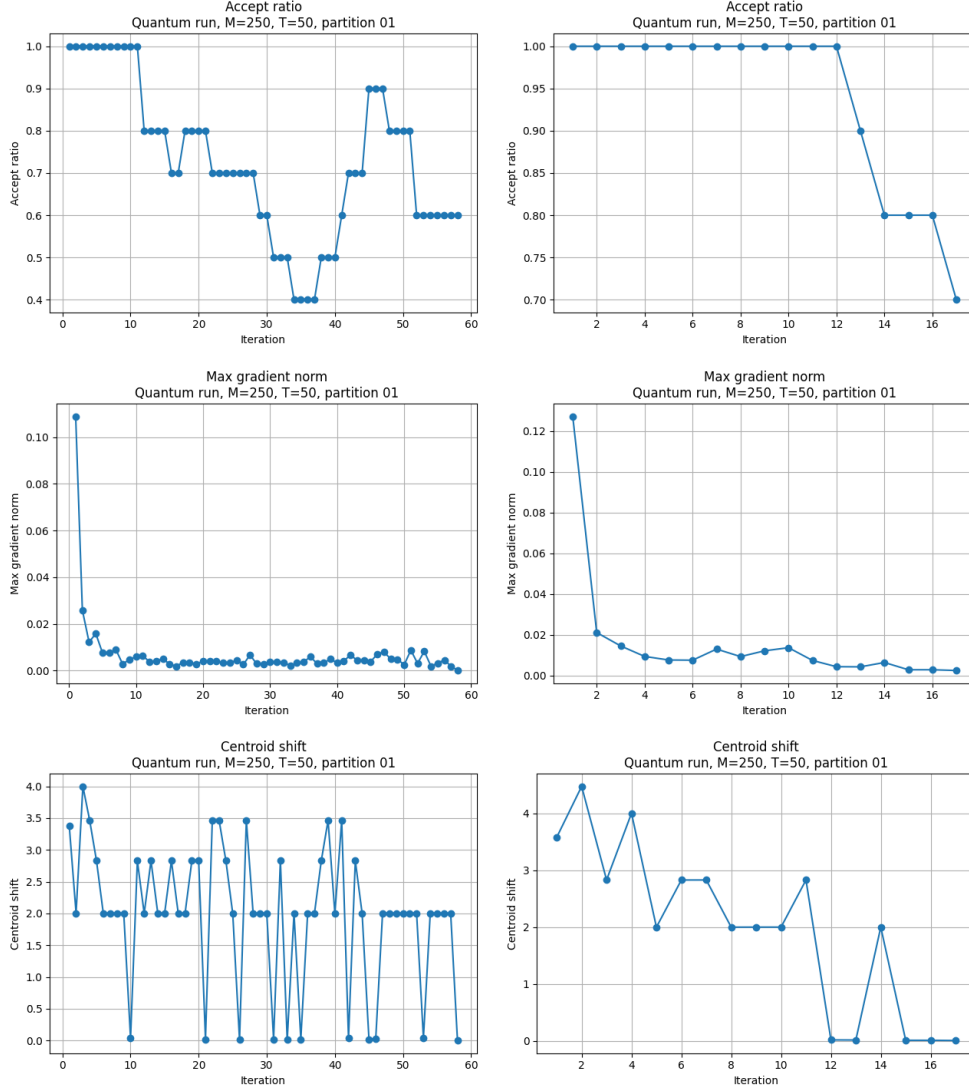 Accept ratio
Quantum run, M=250, T=50, partition 01
1.0
0.9
0.8
0.7
0.6
0.5
0.4
Accept ratio
0 10 20 30 40 50 60
Iteration
Accept ratio
Quantum run, M=250, T=50, partition 01
1.00
0.95
0.90
0.85
0.80
0.75
0.70
Accept ratio
2 4 6 8 10 12 14 16
Iteration
Max gradient norm
Quantum run, M=250, T=50, partition 01
0.10
0.08
0.06
0.04
0.02
0.00
Max gradient norm
0 10 20 30 40 50 60
Iteration
Max gradient norm
Quantum run, M=250, T=50, partition 01
0.12
0.10
0.08
0.06
0.04
0.02
0.00
Max gradient norm
2 4 6 8 10 12 14 16
Iteration
Centroid shift
Quantum run, M=250, T=50, partition 01
4.0
3.5
3.0
2.5
2.0
1.5
1.0
0.5
0.0
Centroid shift
0 10 20 30 40 50 60
Iteration
Centroid shift
Quantum run, M=250, T=50, partition 01
4
3
2
1
0
Centroid shift
2 4 6 8 10 12 14 16
Iteration